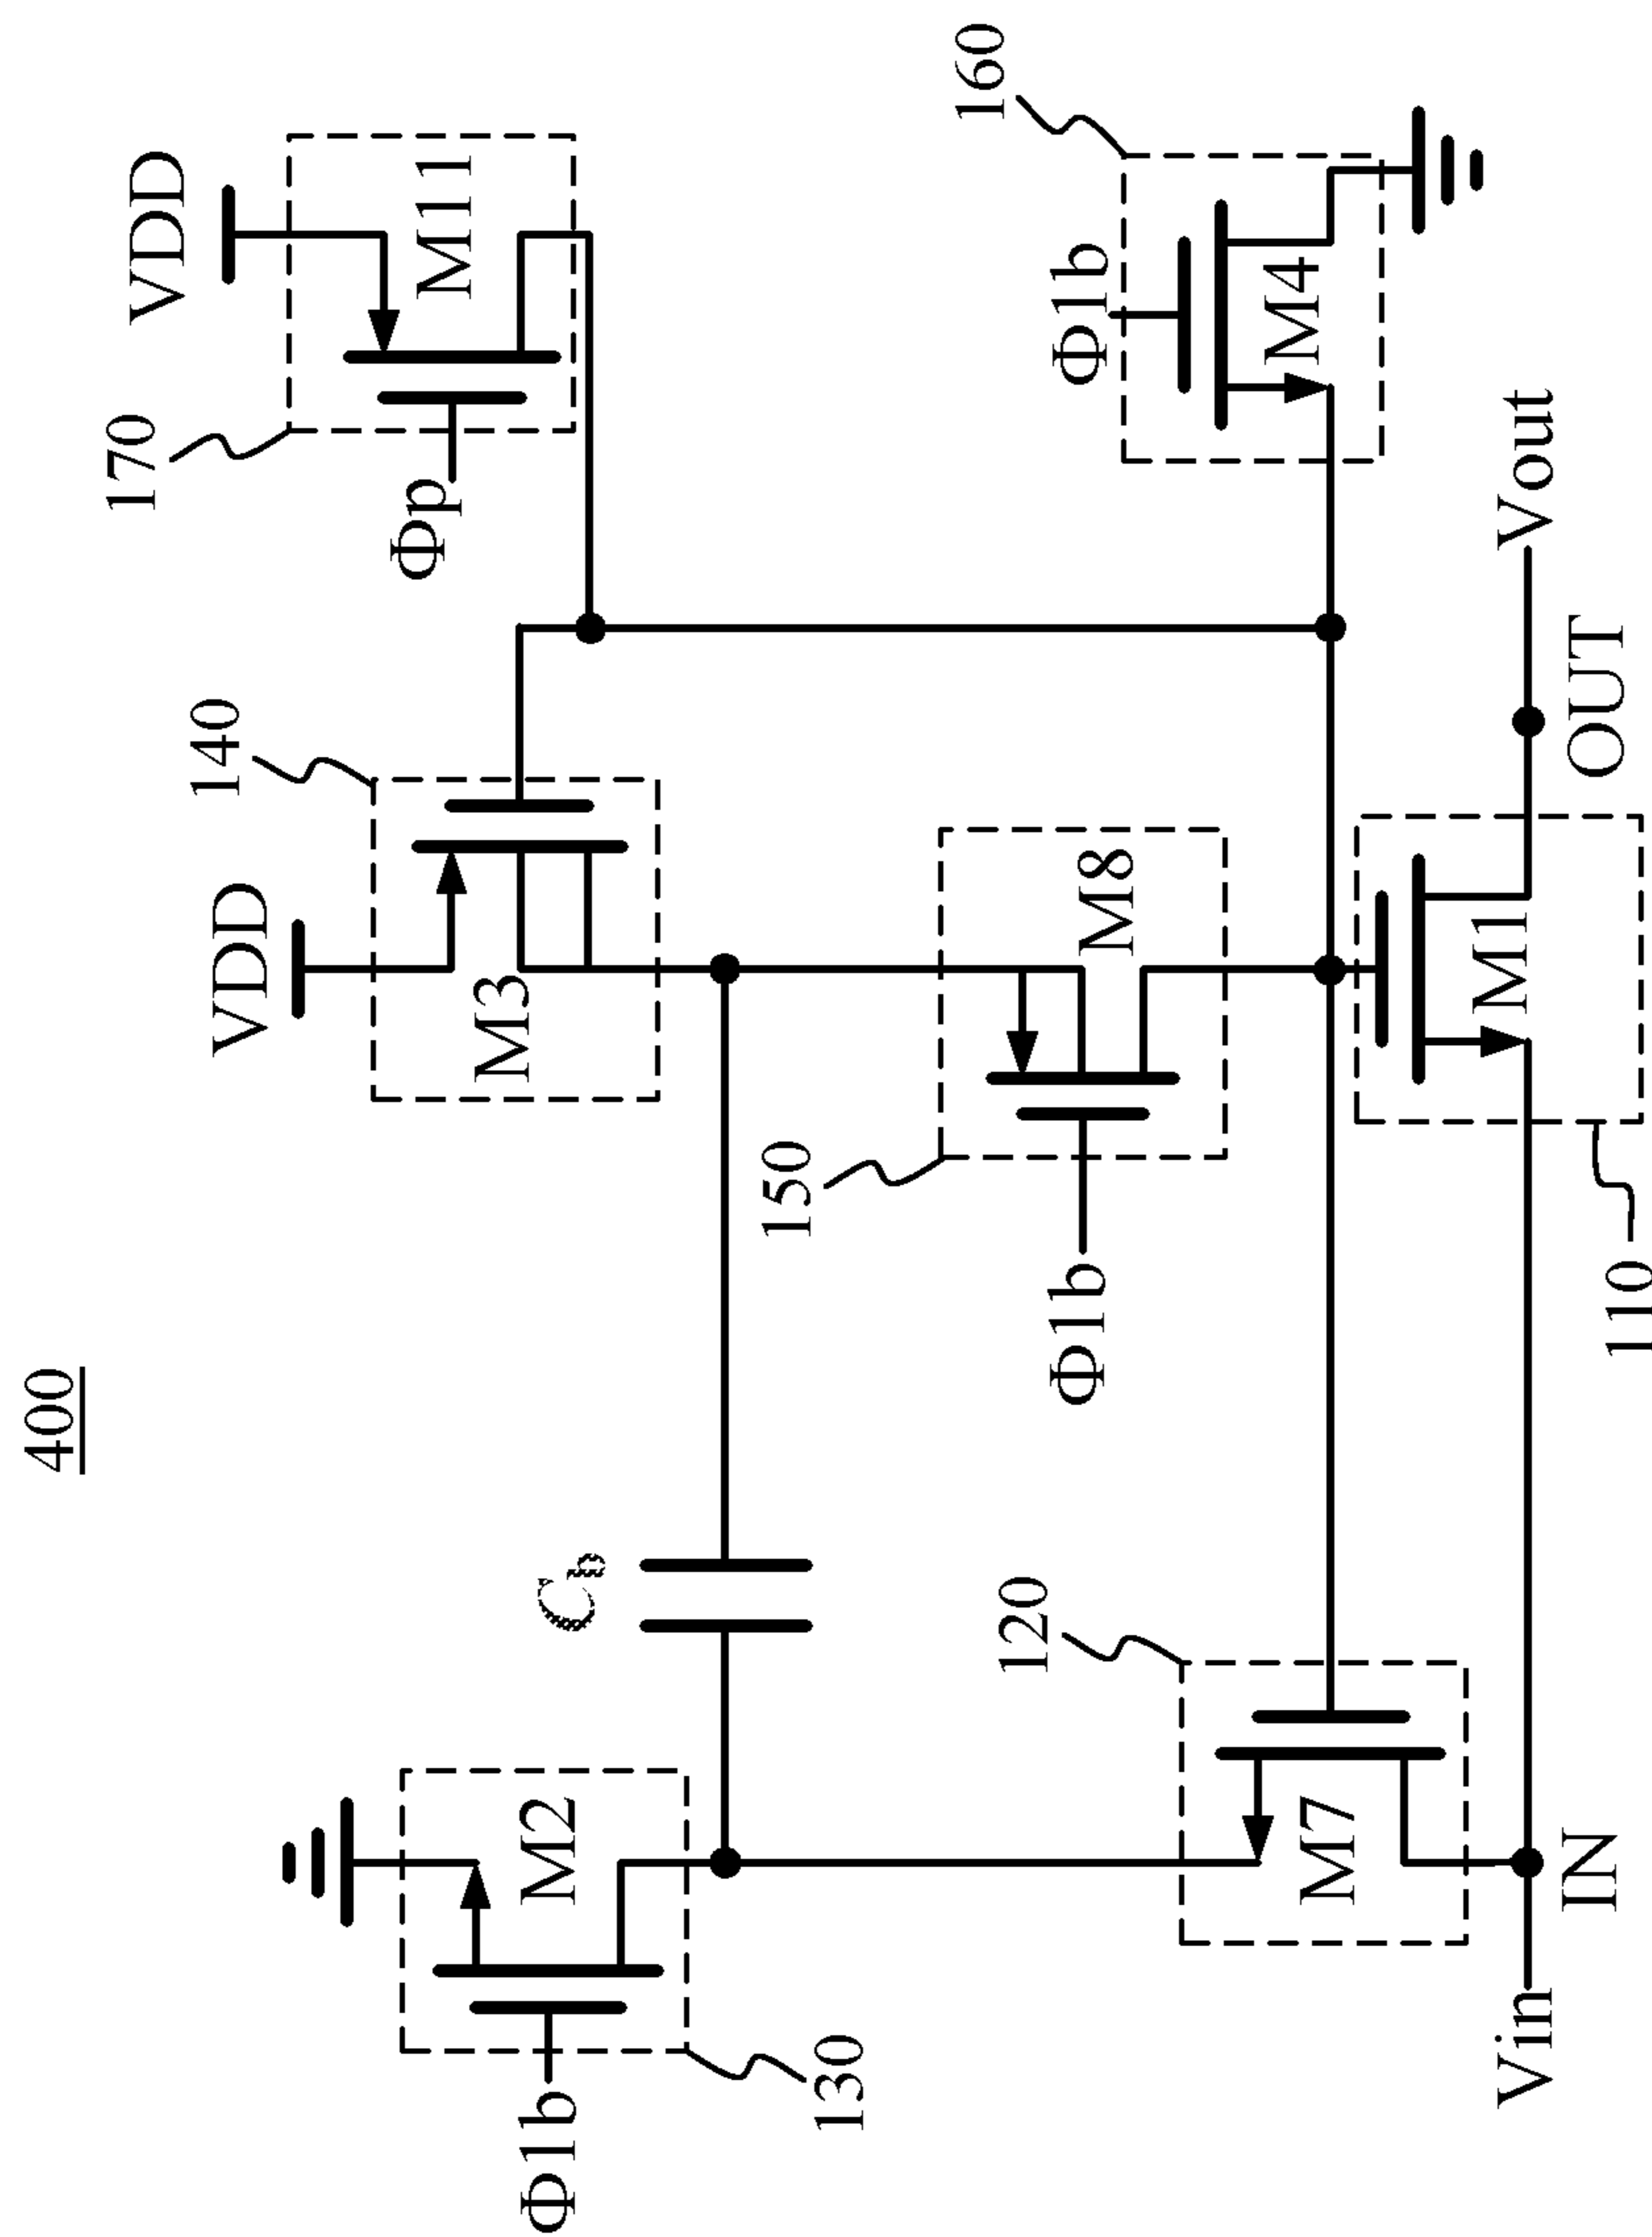 400
VDD
VDD
170
M11
Φp
140
M3
M2
Φ1b
130
Cb
150
M8
Φ1b
160
Φ1b
M4
120
M7
M1
Vin
IN
110
OUT
Vout